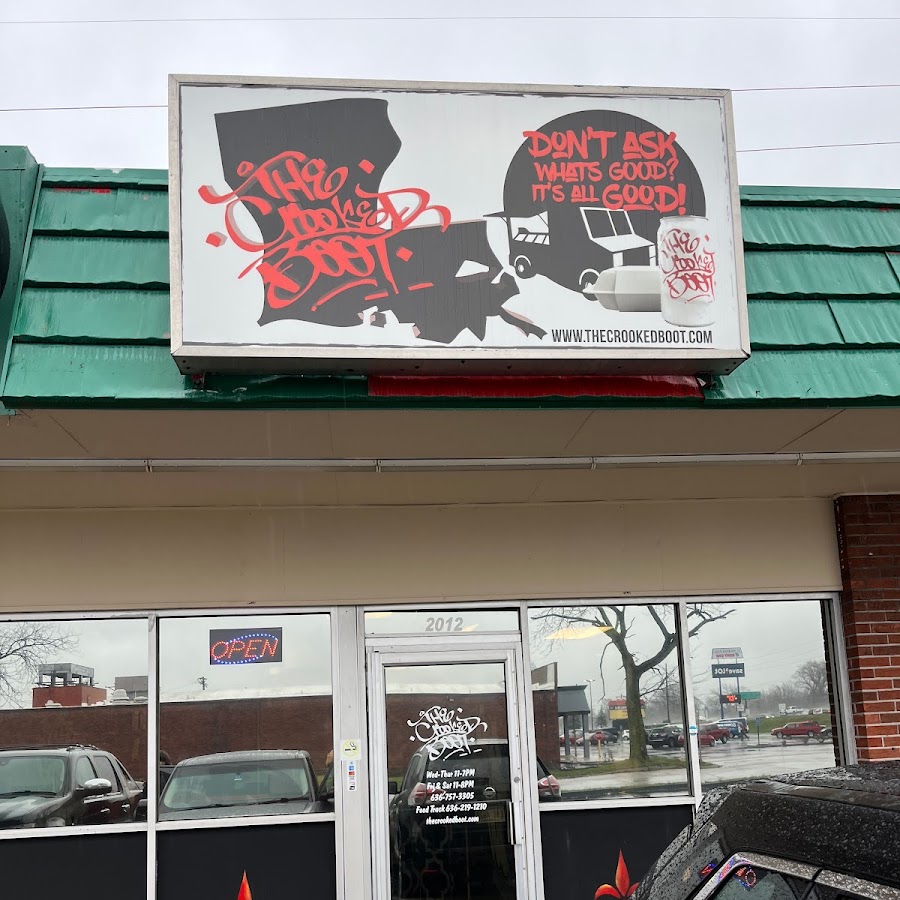 THE
CROOKED
BOOT.
DON'T ASK
WHATS GOOD?
IT'S ALL GOOD!
THE
CROOKED
BOOT.
WWW.THECROOKEDBOOT.COM
2012
OPEN
THE
CROOKED
BOOT.
Wed-Thur 11-7PM
Fri & Sat 11-8PM
636-757-3305
Food Truck 636-219-1210
thecrookedboot.com